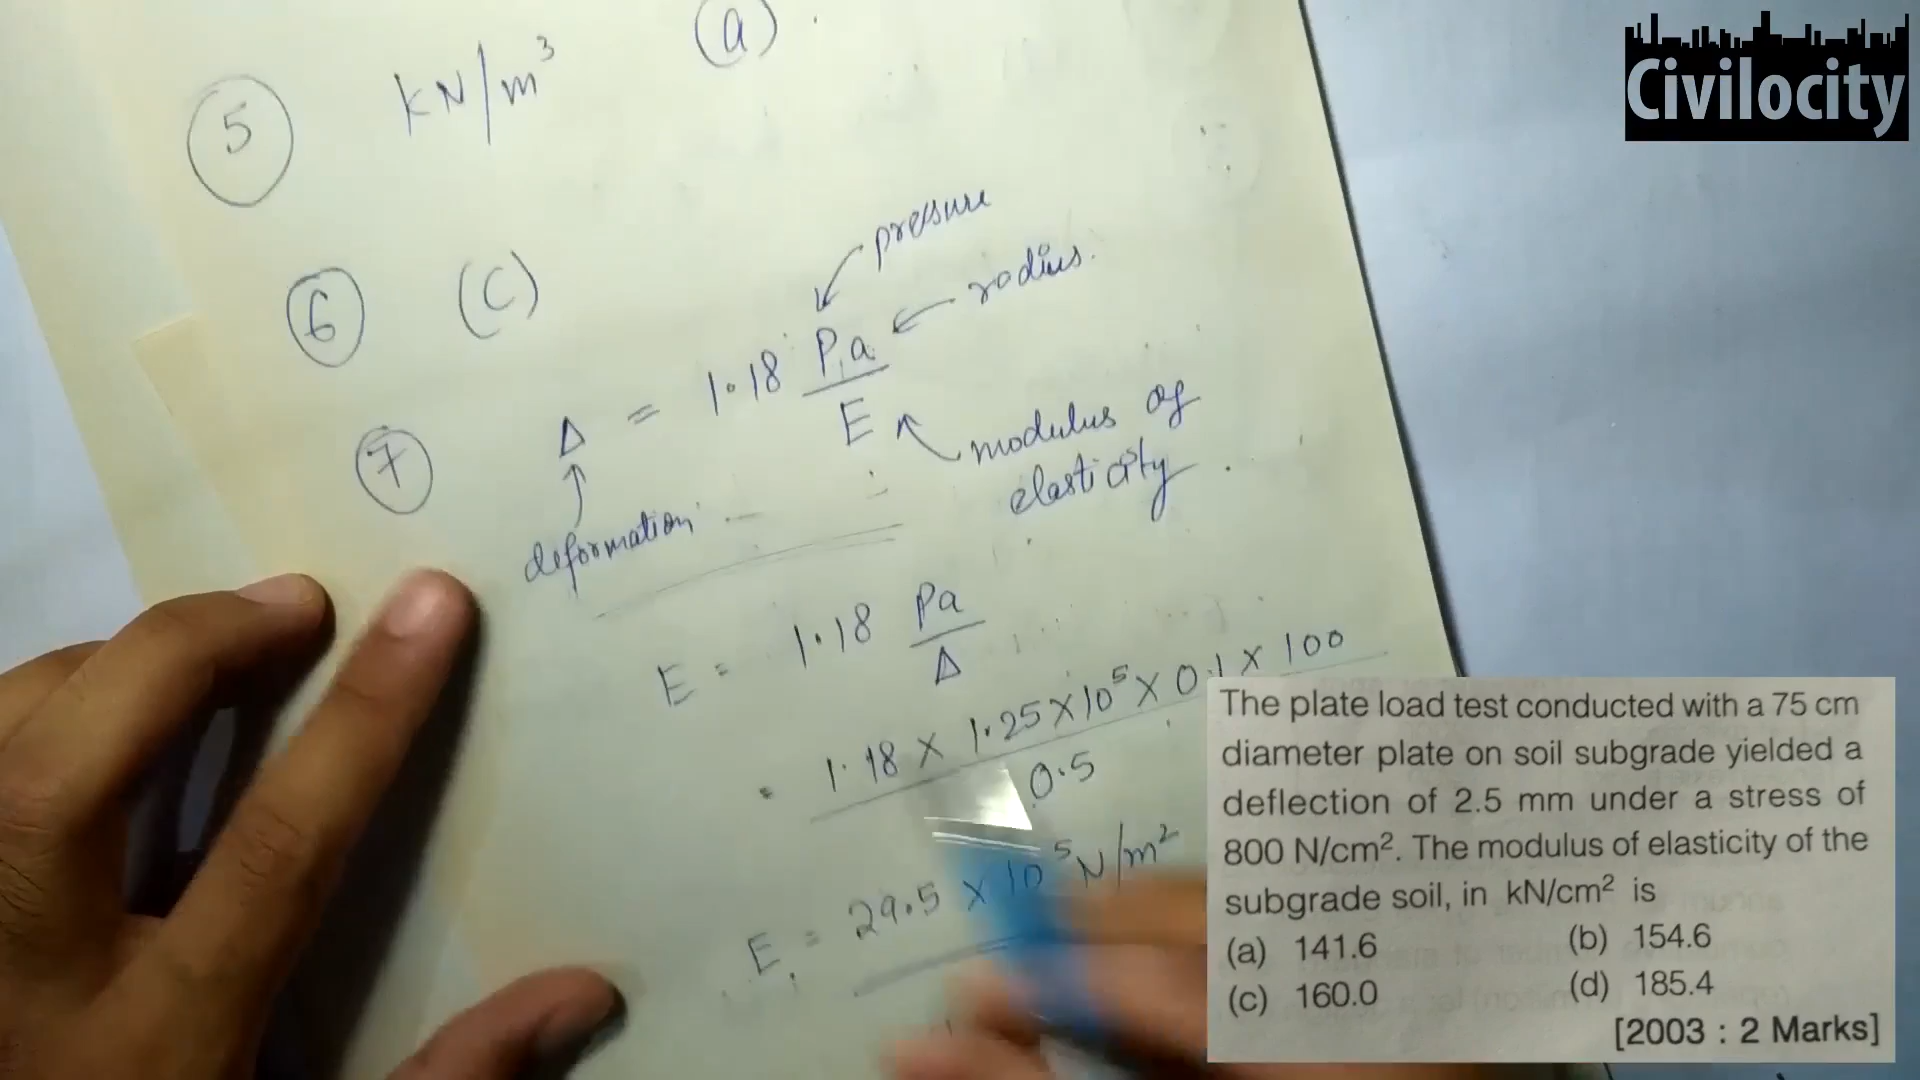 Civilocity
(a).
5 kN/m³
6 (C)
pressure
radius.
7 Δ = 1.18 P.a / E
modulus of
elasticity.
deformation
E = 1.18 Pa / Δ
= 1.18 × 1.25×10⁵ × 0.1 × 100 / 0.5
E = 29.5 × 10⁵ N/m²
The plate load test conducted with a 75 cm
diameter plate on soil subgrade yielded a
deflection of 2.5 mm under a stress of
800 N/cm². The modulus of elasticity of the
subgrade soil, in kN/cm² is
(a) 141.6 (b) 154.6
(c) 160.0 (d) 185.4
[2003 : 2 Marks]